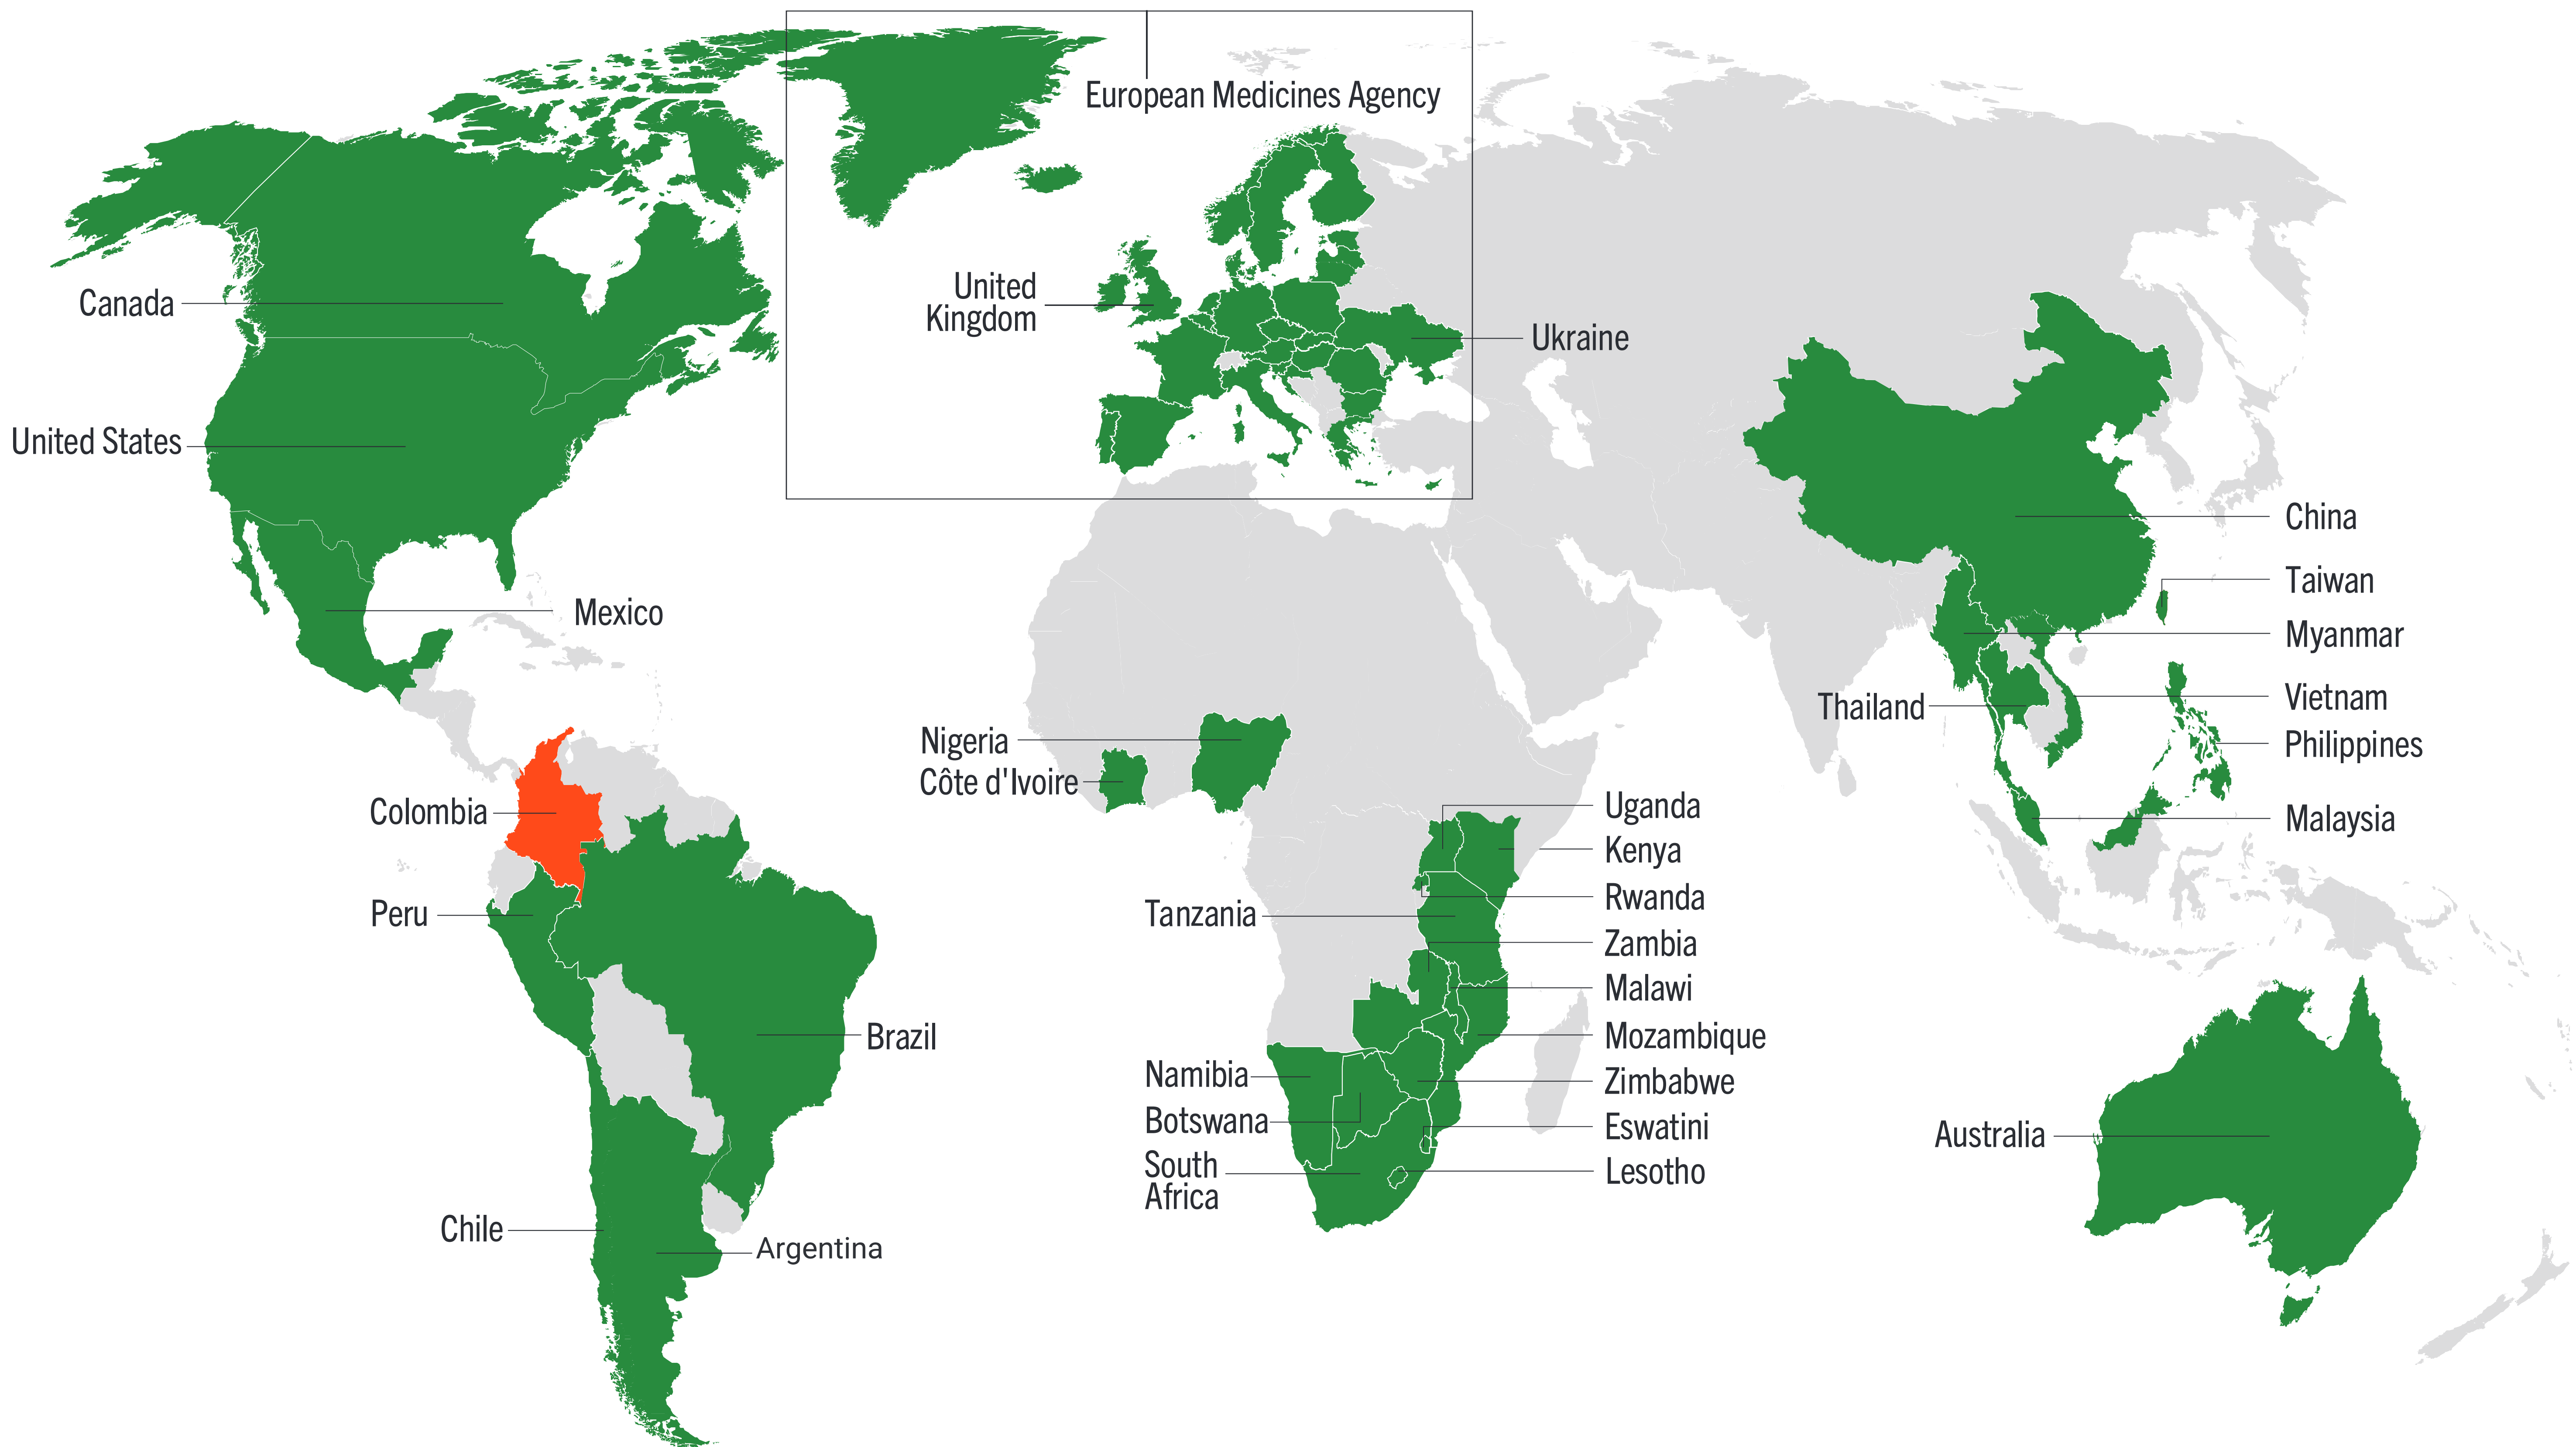 European Medicines Agency
United
Kingdom
Ukraine
Canada
United States
Mexico
China
Taiwan
Myanmar
Thailand
Vietnam
Philippines
Malaysia
Nigeria
Côte d'Ivoire
Colombia
Peru
Brazil
Chile
Argentina
Uganda
Kenya
Rwanda
Tanzania
Zambia
Malawi
Mozambique
Namibia
Zimbabwe
Botswana
Eswatini
South
Africa
Lesotho
Australia